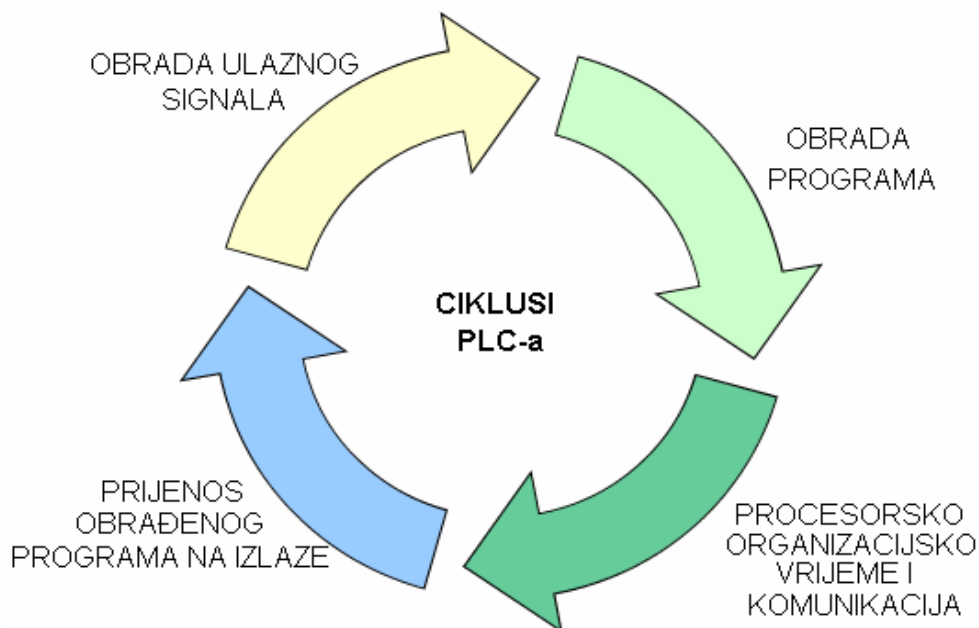 OBRADA ULAZNOG
SIGNALA
OBRADA
PROGRAMA
CIKLUSI
PLC-a
PROCESORSKO
ORGANIZACIJSKO
VRIJEME I
KOMUNIKACIJA
PRIJENOS
OBRAĐENOG
PROGRAMA NA IZLAZE